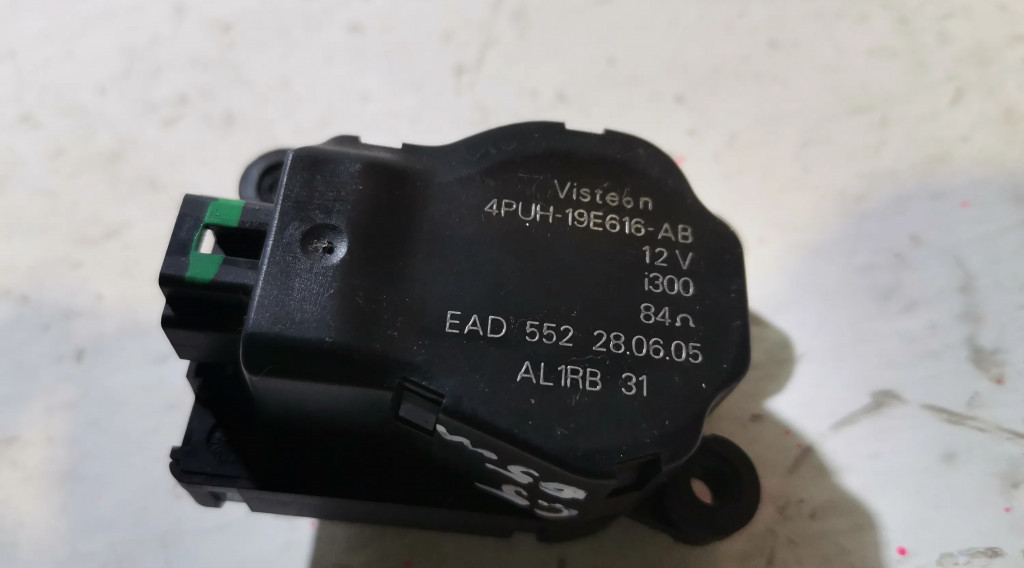 Visteon
4PUH-19E616-AB
12 V
i300
84Ω
EAD 552 28.06.05
AL1RB 31